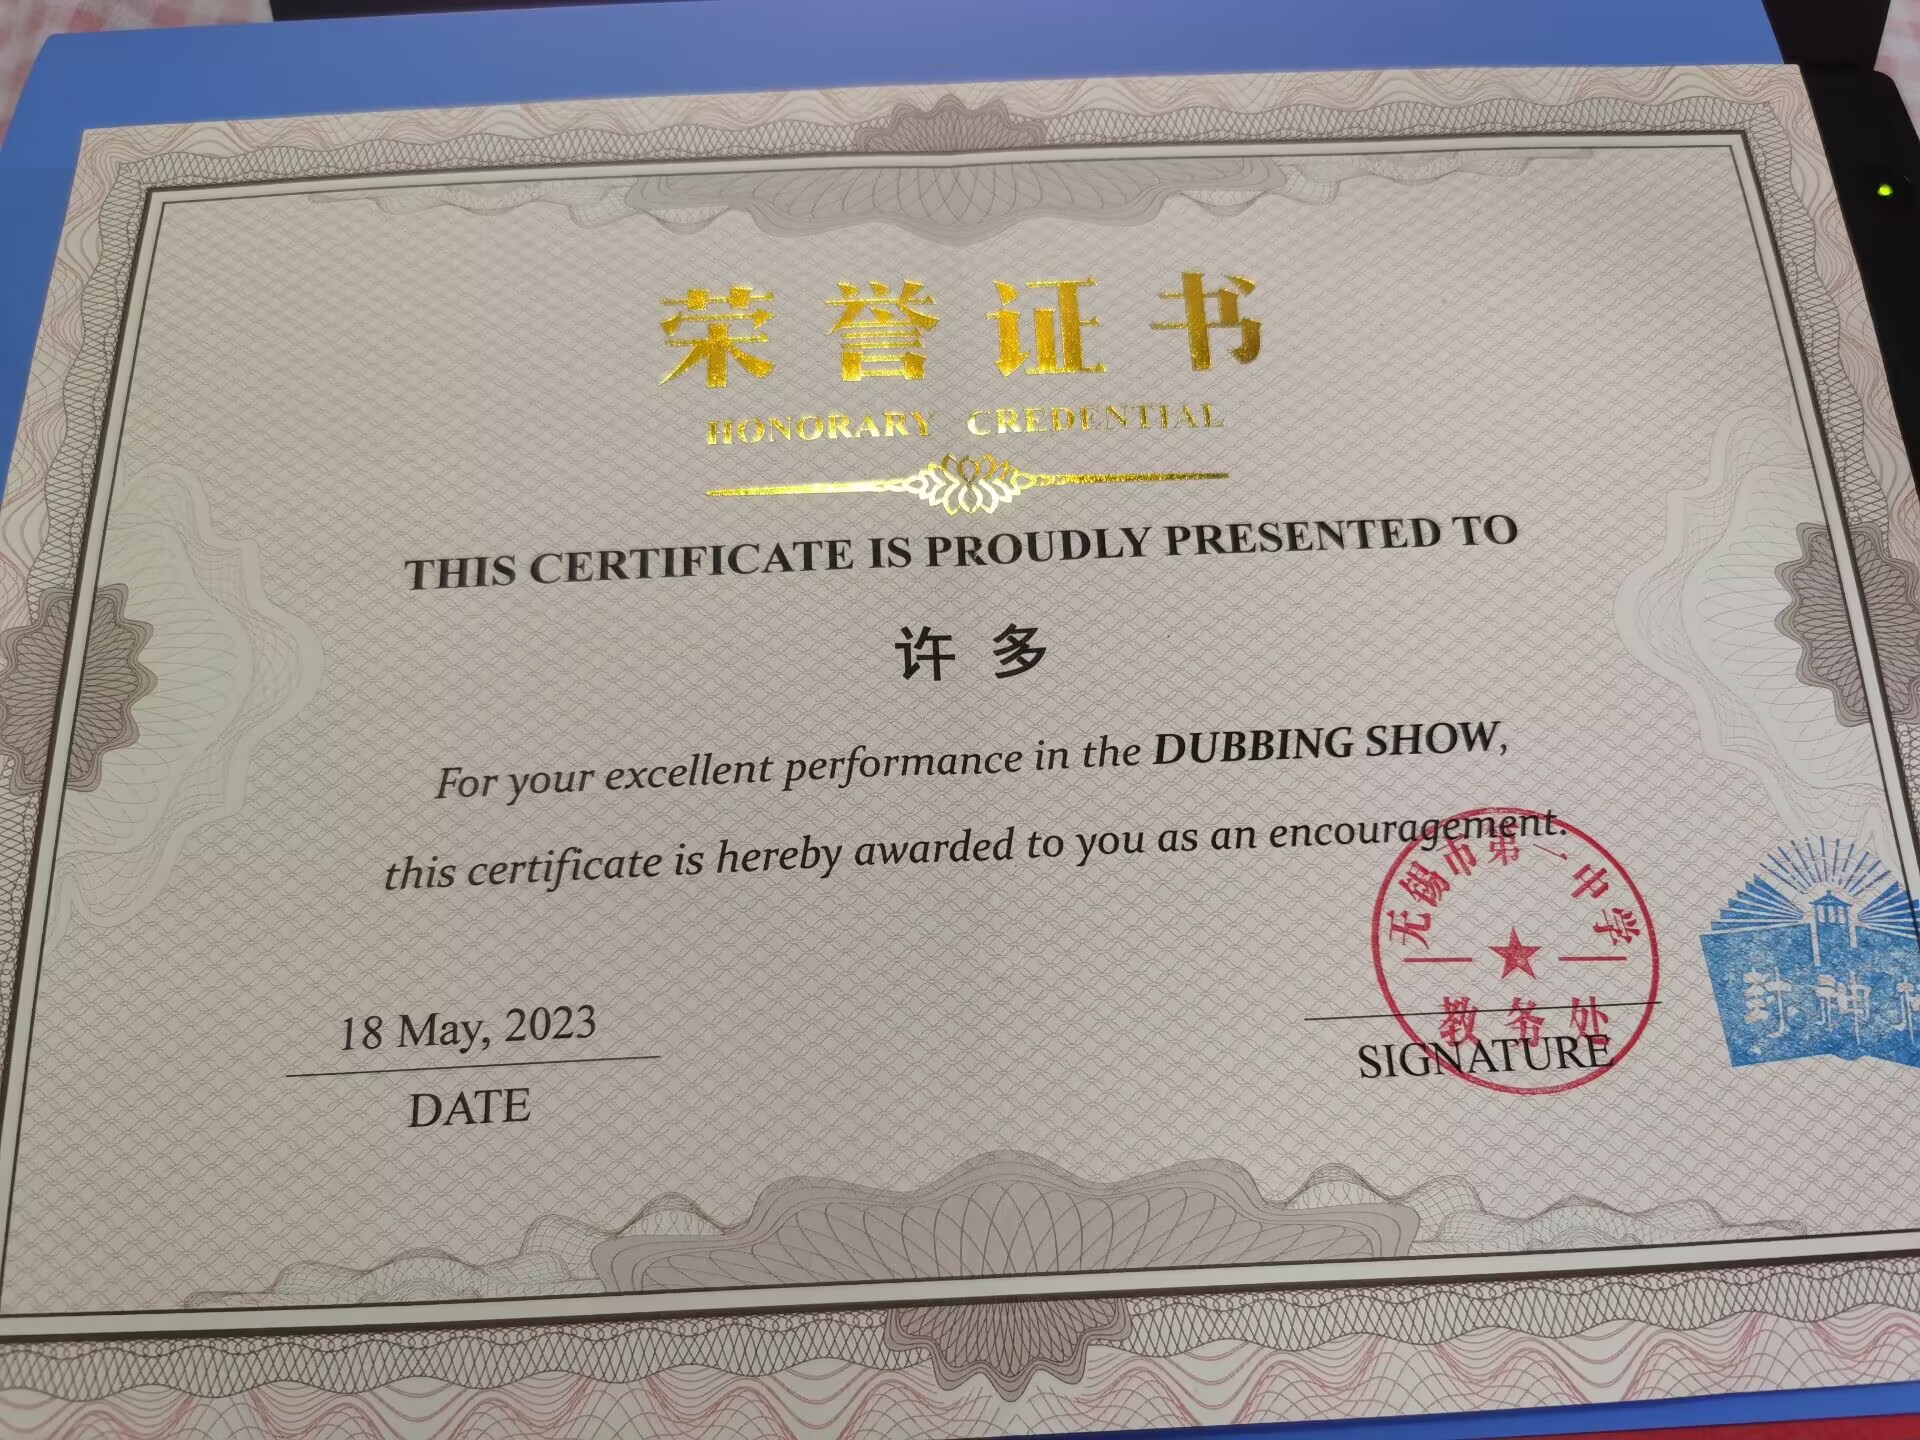 荣誉证书
HONORARY CREDENTIAL
THIS CERTIFICATE IS PROUDLY PRESENTED TO
许多
For your excellent performance in the DUBBING SHOW,
this certificate is hereby awarded to you as an encouragement.
无锡市第一中学
教务处
封神
18 May, 2023
DATE
SIGNATURE